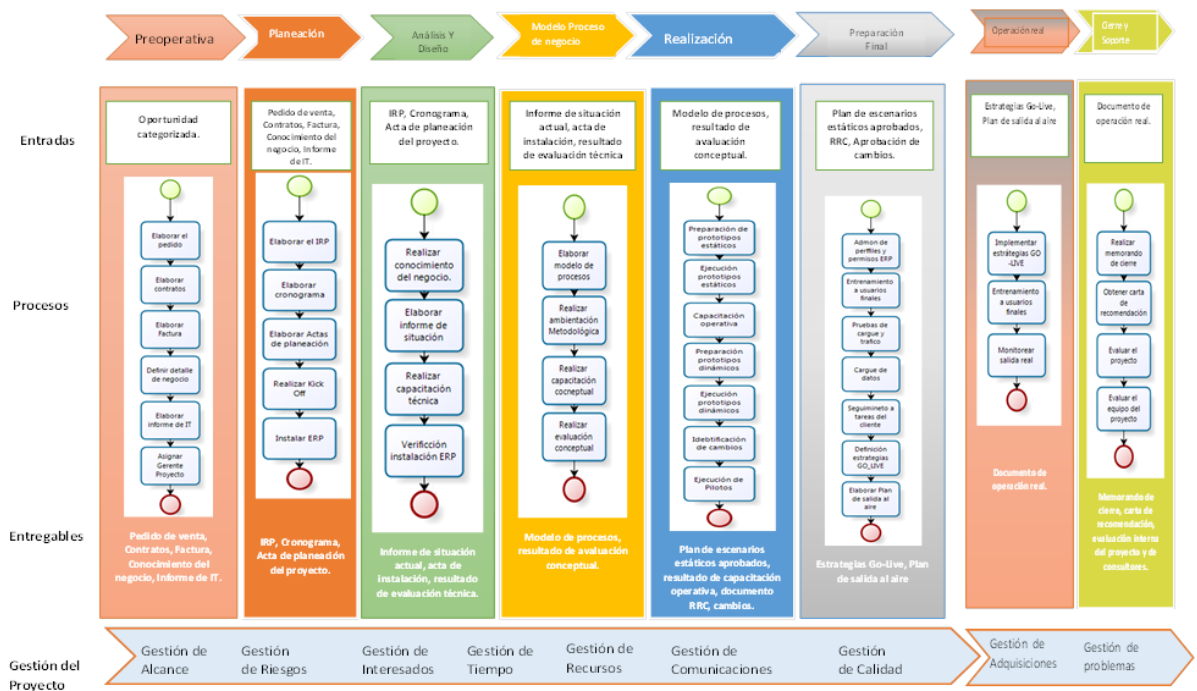 Preoperativa
Planeación
Análisis Y
Diseño
Modelo Proceso
de negocio
Realización
Preparación
Final
Operación real
Cierre y
Soporte
Entradas
Oportunidad
categorizada.
Pedido de venta,
Contratos, Factura,
Conocimiento del
negocio, Informe
de IT.
IRP, Cronograma,
Acta de planeación
del proyecto.
Informe de situación
actual, acta de
instalación, resultado
de evaluación técnica
Modelo de procesos,
resultado de
avaluación
conceptual.
Plan de escenarios
estáticos aprobados,
RRC, Aprobación de
cambios.
Estrategias Go-Live,
Plan de salida al aire
Documento de
operación real.
Procesos
Elaborar el
pedido
Elaborar
contratos
Elaborar
Factura
Definir detalle
de negocio
Elaborar
informe de IT
Asignar
Gerente
Proyecto
Elaborar el IRP
Elaborar
cronograma
Elaborar Actas
de planeación
Realizar Kick
Off
Instalar ERP
Realizar
conocimiento
del negocio.
Elaborar
informe de
situación
Realizar
capacitación
técnica
Verificción
instalación ERP
Elaborar
modelo de
procesos
Realizar
ambientación
Metodológica
Realizar
capacitación
cocneptual
Realizar
evaluación
conceptual
Preparación de
prototipos
estáticos
Ejecución
prototipos
estáticos
Capacitación
operativa
Preparación
prototipos
dinámicos
Ejecución
prototipos
dinámicos
Idebtificación
de cambios
Ejecución de
Pilotos
Admon de
perffiles y
permisos ERP
Entrenamiento
a usuarios
finales
Pruebas de
cargue y
trafico
Cargue de
datos
Seguimineto a
tareas del
cliente
Definición
estrategias
GO_LIVE
Elaborar Plan
de salida al
aire
Implementar
estrátegias GO
-LIVE
Entrenamiento
a usuarios
finales
Monitorear
salida real
Realizar
memorando
de cierre
Obtener carta
de
recomendación
Evaluar el
proyecto
Evaluar el
equipo del
proyecto
Entregables
Pedido de venta,
Contratos, Factura,
Conocimiento del
negocio, Informe de IT.
IRP, Cronograma,
Acta de planeación
del proyecto.
Informe de situación
actual, acta de
instalación, resultado
de evaluación técnica.
Modelo de procesos,
resultado de avaluación
conceptual.
Plan de escenarios
estáticos aprobados,
resultado de capacitación
operativa, documento
RRC, cambios.
Estrategias Go-Live, Plan
de salida al aire
Documento de
operación real.
Memorando de
cierre, carta de
recomendación,
evaluación interna
del proyecto y de
consultores.
Gestión del
Proyecto
Gestión de
Alcance
Gestión
de Riesgos
Gestión de
Interesados
Gestión de
Tiempo
Gestión de
Recursos
Gestión de
Comunicaciones
Gestión
de Calidad
Gestión de
Adquisiciones
Gestión de
problemas